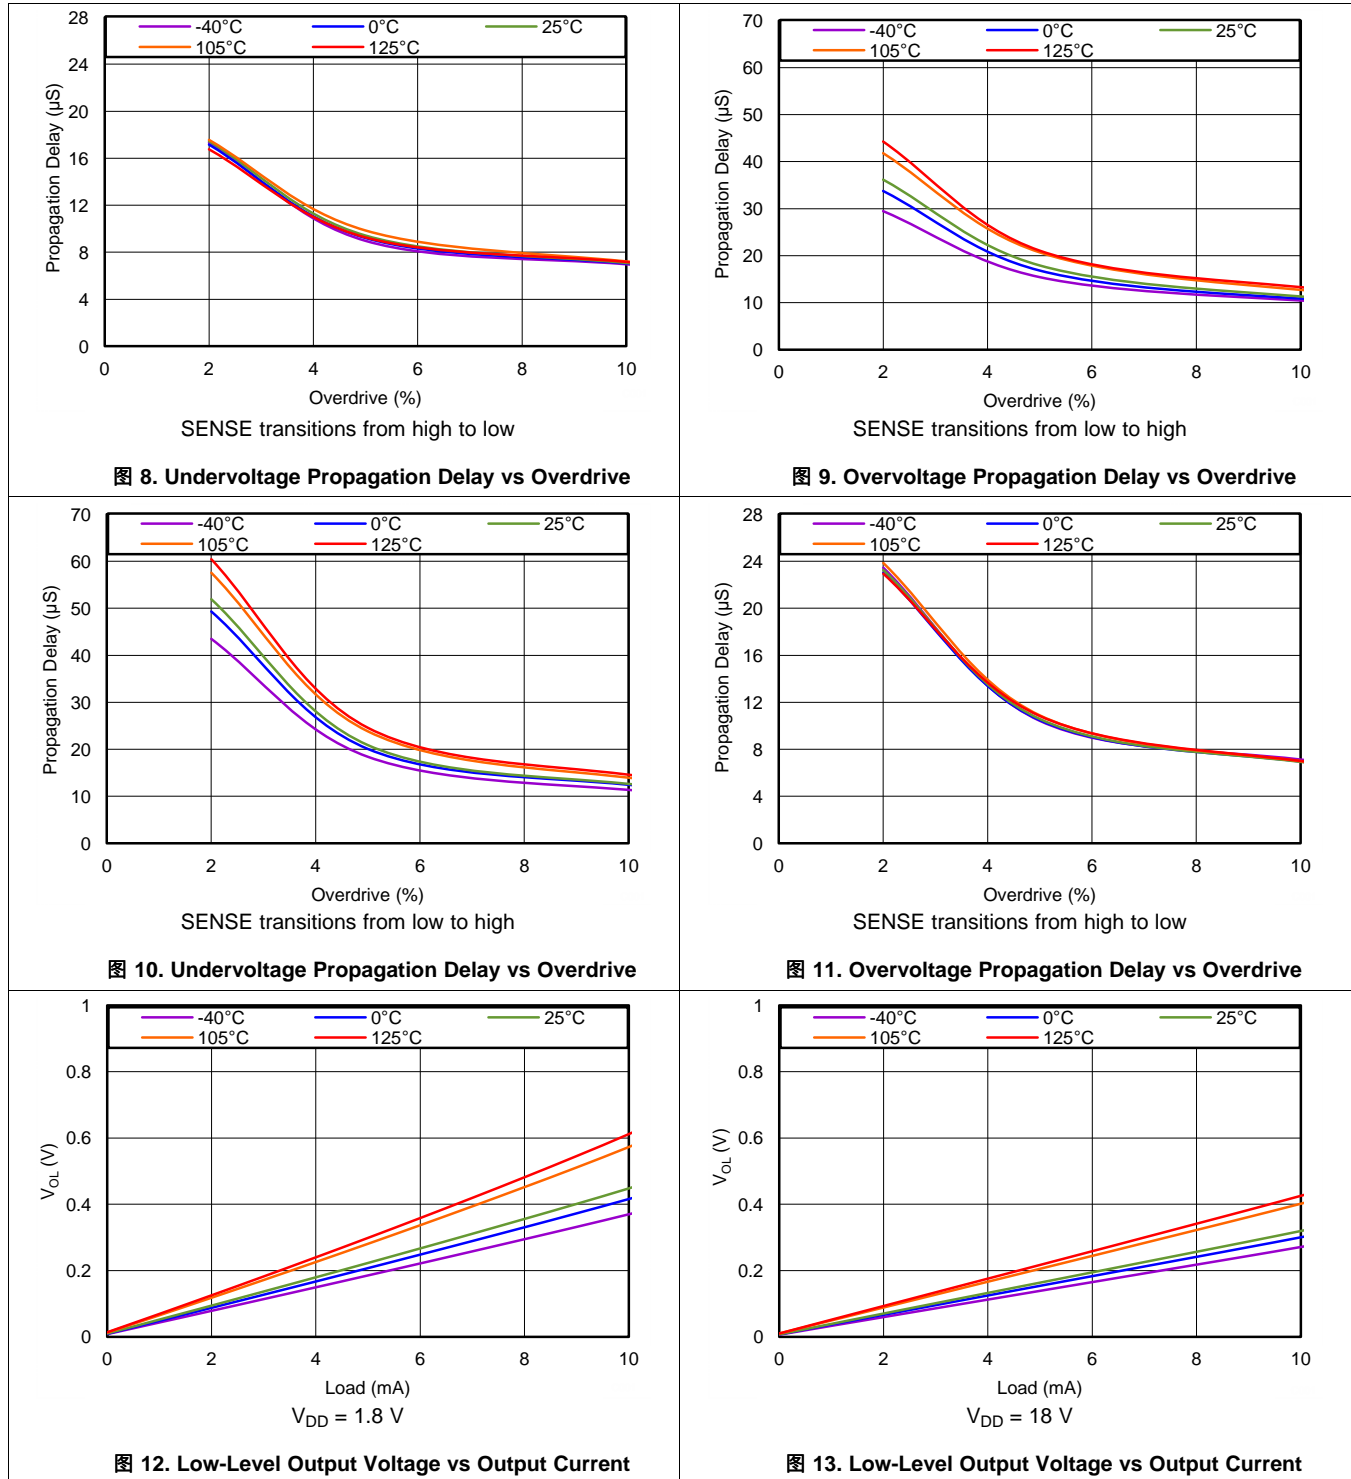 28
24
20
16
12
8
4
0
-40°C 0°C 25°C
105°C 125°C
Propagation Delay (µS)
0 2 4 6 8 10
Overdrive (%)
SENSE transitions from high to low
图 8. Undervoltage Propagation Delay vs Overdrive
70
60
50
40
30
20
10
0
-40°C 0°C 25°C
105°C 125°C
Propagation Delay (µS)
0 2 4 6 8 10
Overdrive (%)
SENSE transitions from low to high
图 9. Overvoltage Propagation Delay vs Overdrive
70
60
50
40
30
20
10
0
-40°C 0°C 25°C
105°C 125°C
Propagation Delay (µS)
0 2 4 6 8 10
Overdrive (%)
SENSE transitions from low to high
图 10. Undervoltage Propagation Delay vs Overdrive
28
24
20
16
12
8
4
0
-40°C 0°C 25°C
105°C 125°C
Propagation Delay (µS)
0 2 4 6 8 10
Overdrive (%)
SENSE transitions from high to low
图 11. Overvoltage Propagation Delay vs Overdrive
1
0.8
0.6
0.4
0.2
0
-40°C 0°C 25°C
105°C 125°C
VOL (V)
0 2 4 6 8 10
Load (mA)
VDD = 1.8 V
图 12. Low-Level Output Voltage vs Output Current
1
0.8
0.6
0.4
0.2
0
-40°C 0°C 25°C
105°C 125°C
VOL (V)
0 2 4 6 8 10
Load (mA)
VDD = 18 V
图 13. Low-Level Output Voltage vs Output Current